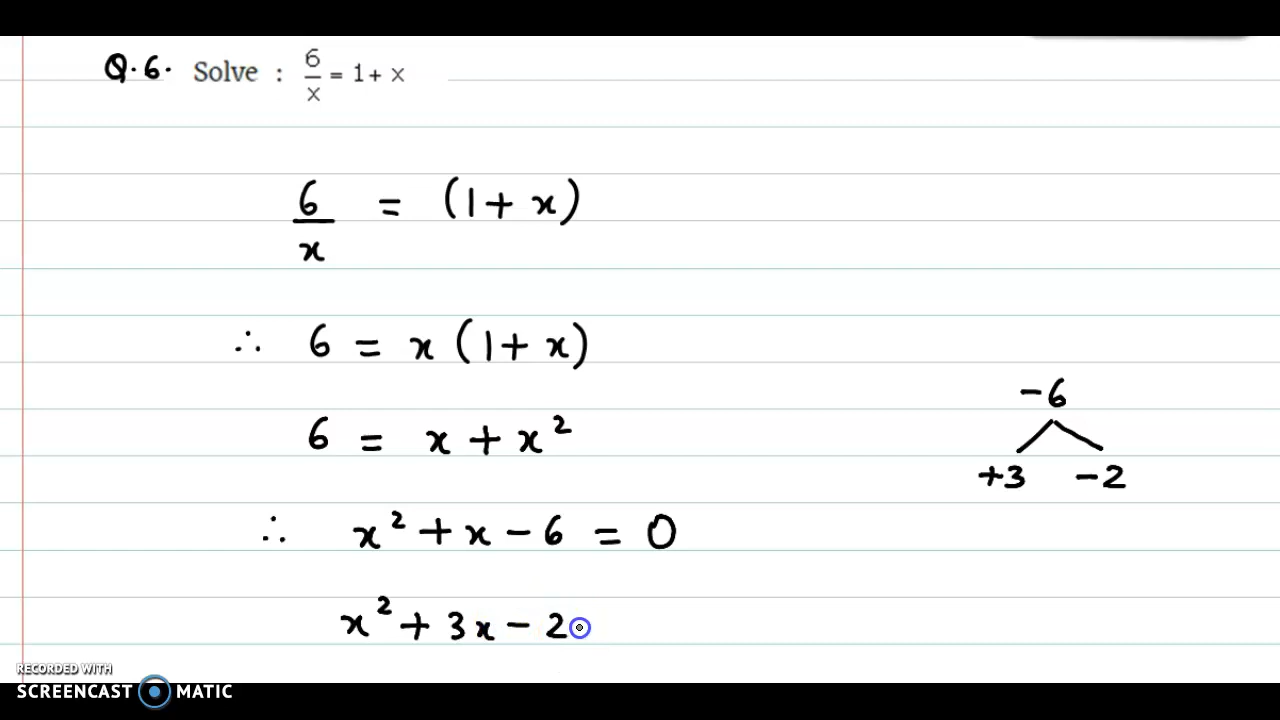 Q.6. Solve : 6/x = 1 + x
6/x = (1 + x)
∴ 6 = x (1 + x)
-6
6 = x + x²
+3 -2
∴ x² + x - 6 = 0
x² + 3x - 2
RECORDED WITH
SCREENCAST MATIC